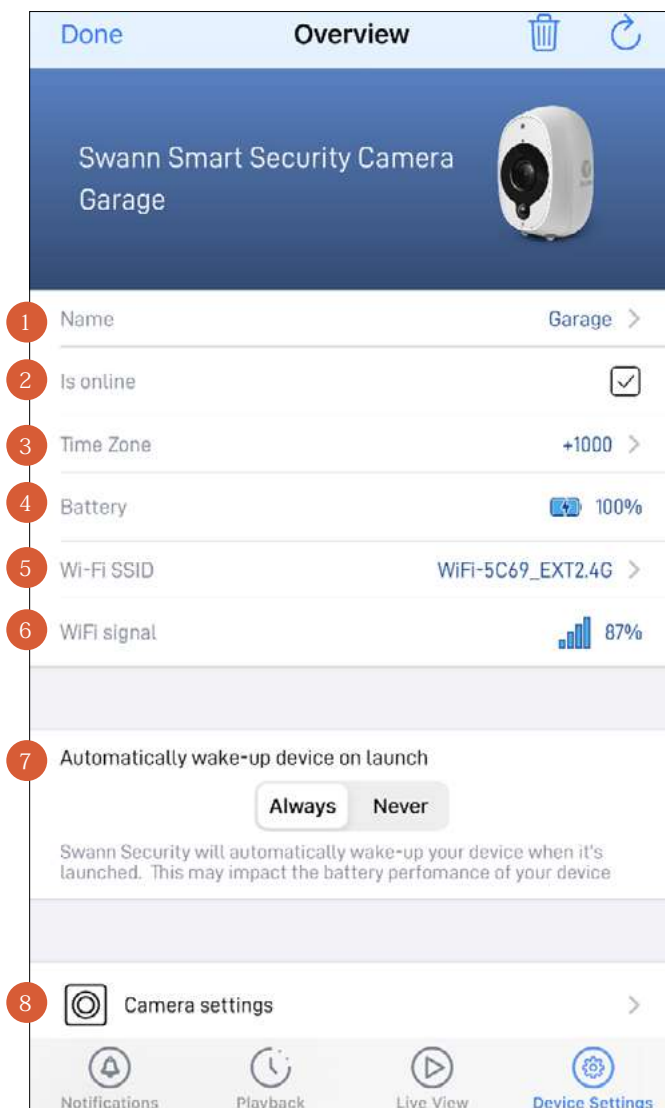 Done Overview
Swann Smart Security Camera
Garage
1 Name Garage
2 Is online
3 Time Zone +1000
4 Battery 100%
5 Wi-Fi SSID WiFi-5C69_EXT2.4G
6 WiFi signal 87%
7 Automatically wake-up device on launch
Always Never
Swann Security will automatically wake-up your device when it's
launched. This may impact the battery perfomance of your device
8 Camera settings
Notifications Playback Live View Device Settings